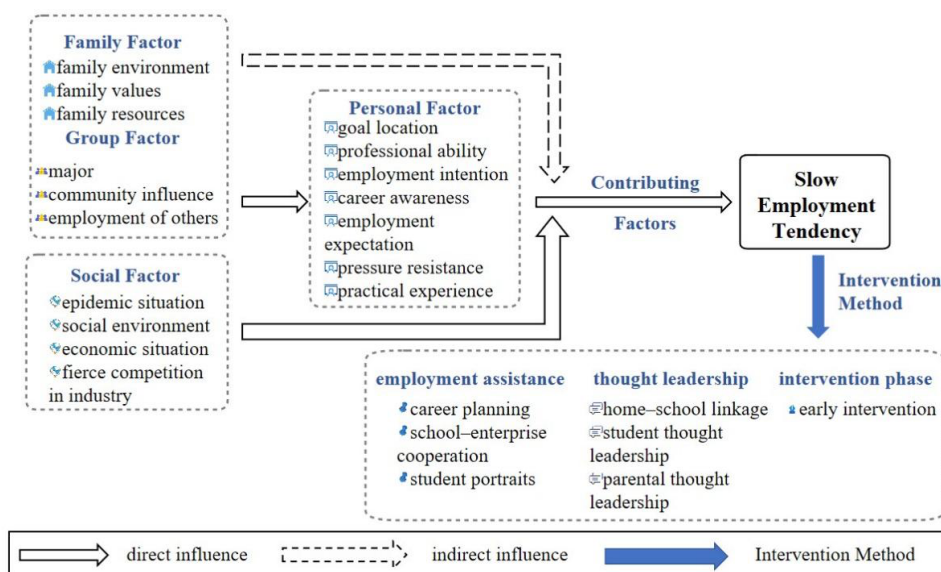 Family Factor
family environment
family values
family resources
Group Factor
major
community influence
employment of others
Social Factor
epidemic situation
social environment
economic situation
fierce competition
in industry
Personal Factor
goal location
professional ability
employment intention
career awareness
employment
expectation
pressure resistance
practical experience
Contributing
Factors
Slow
Employment
Tendency
Intervention
Method
employment assistance
career planning
school–enterprise
cooperation
student portraits
thought leadership
home–school linkage
student thought
leadership
parental thought
leadership
intervention phase
early intervention
direct influence
indirect influence
Intervention Method